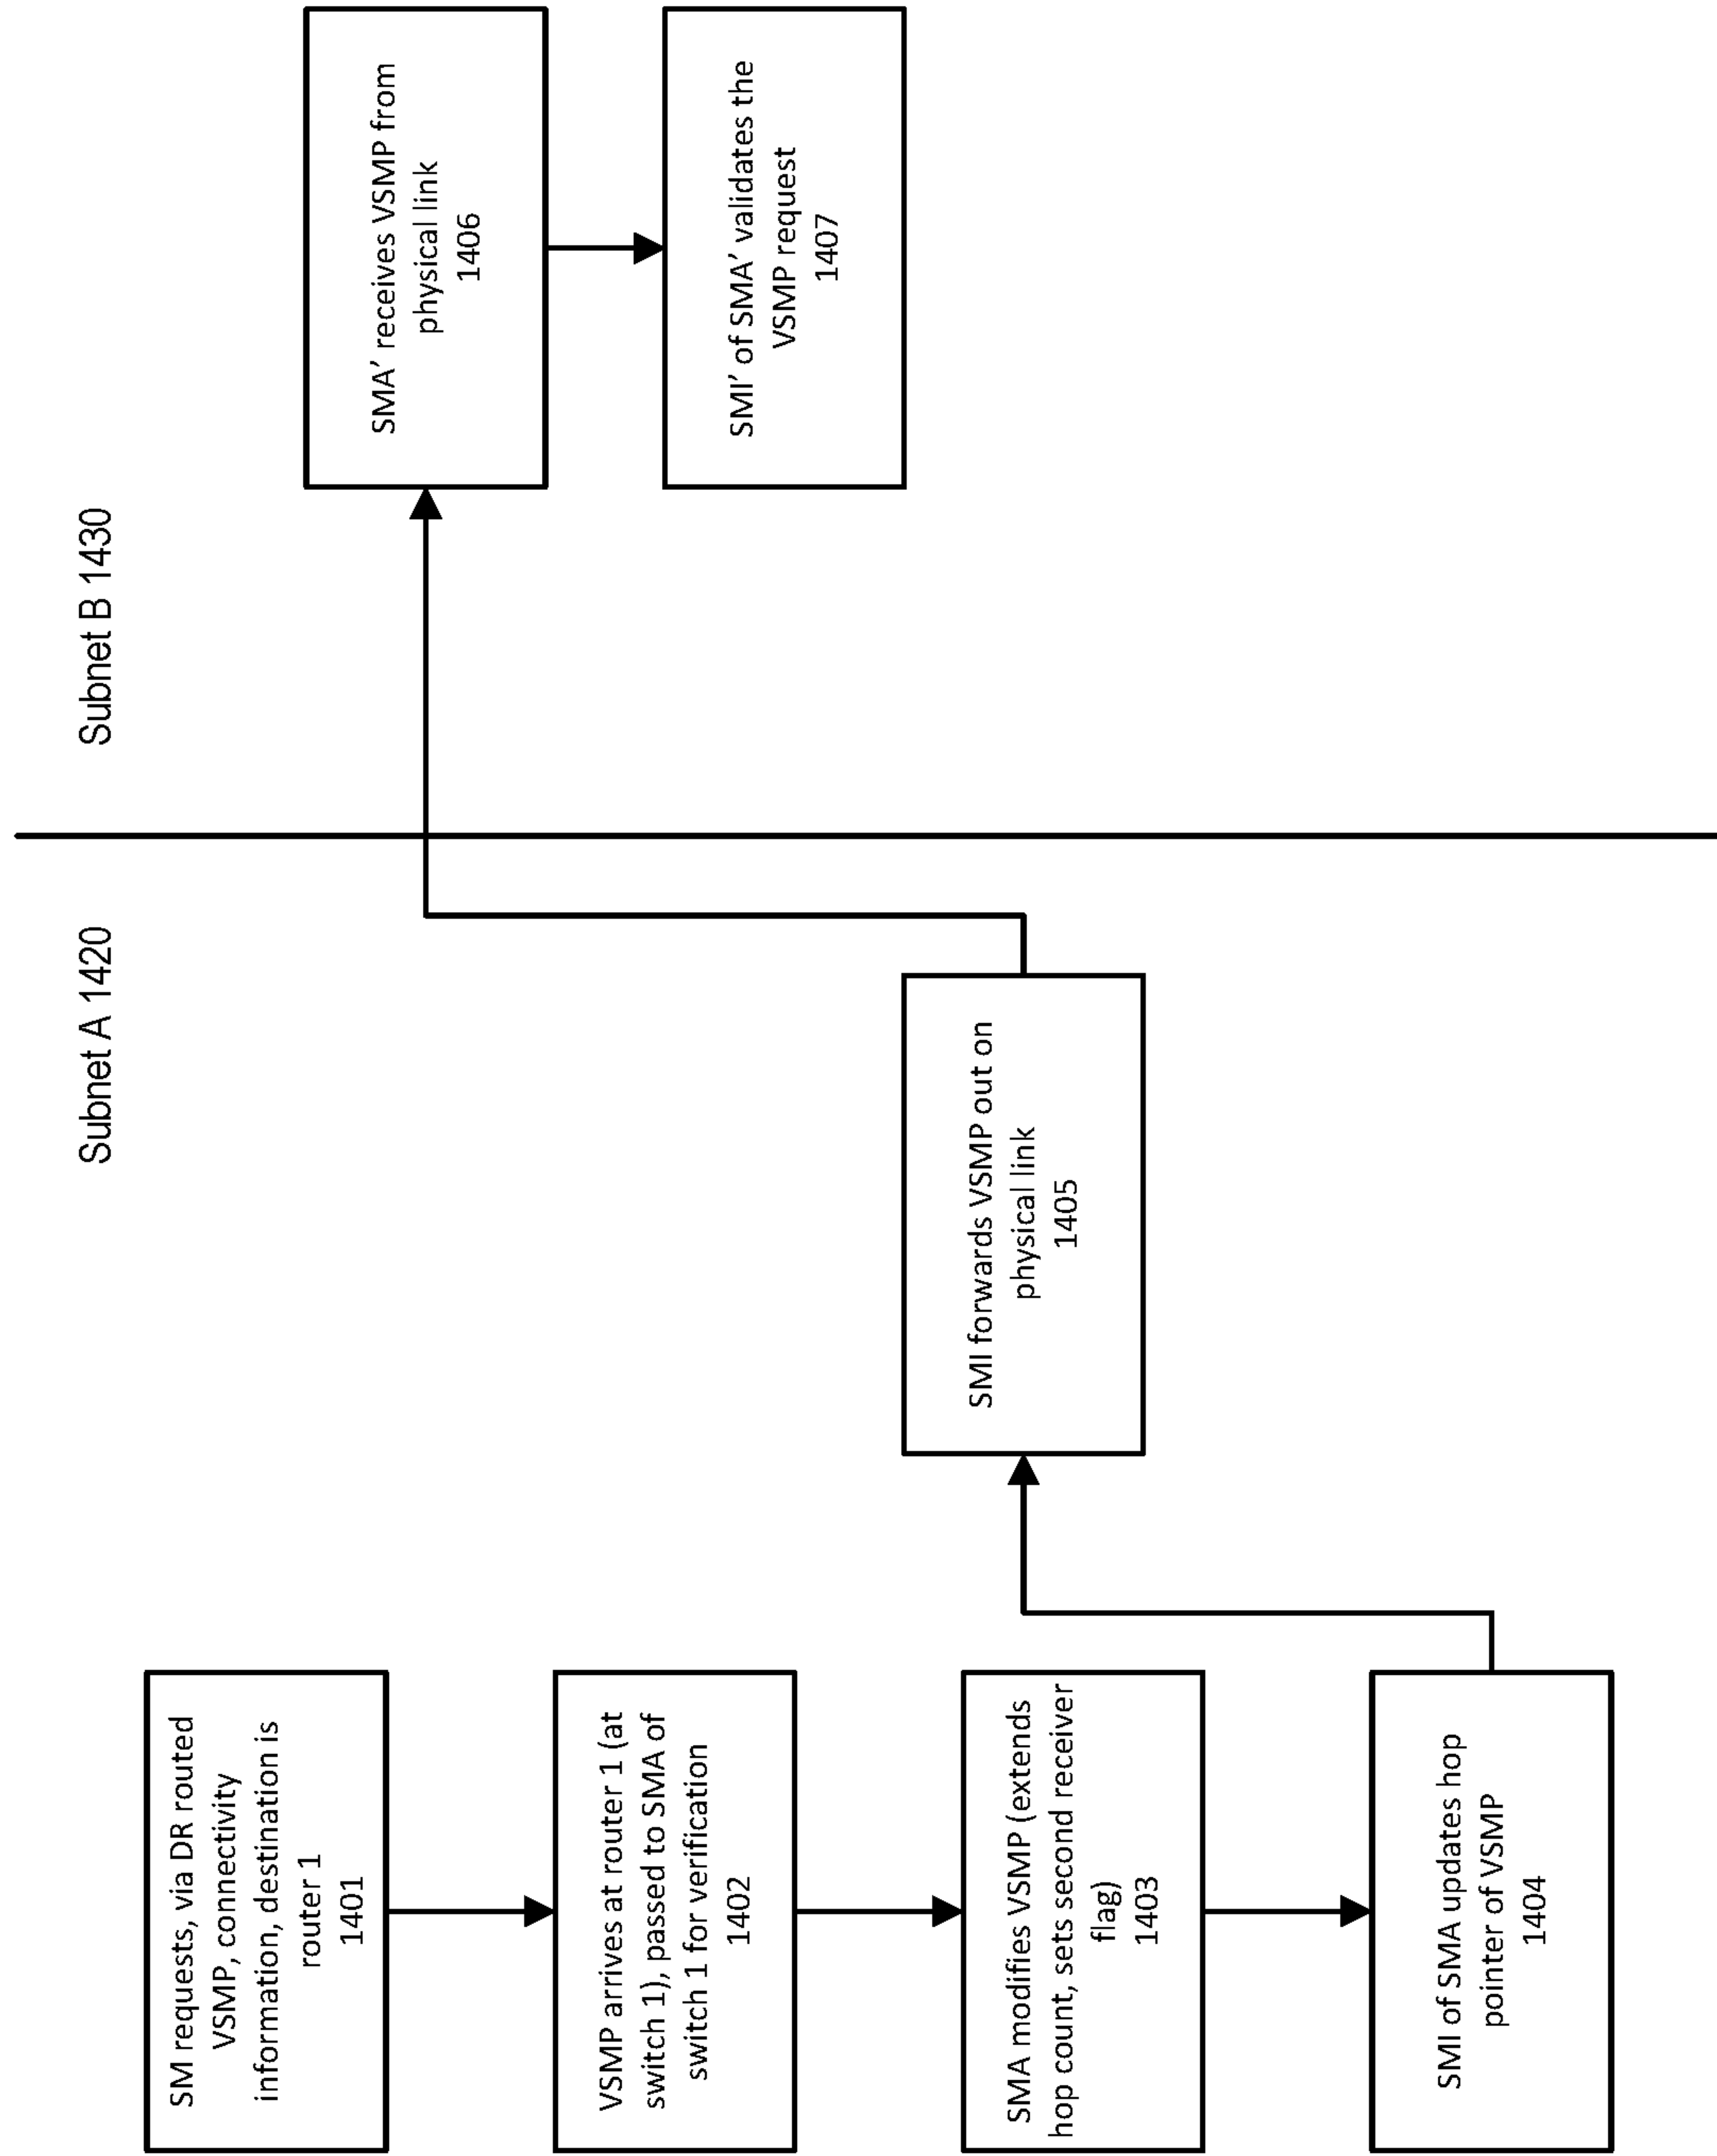 Subnet A 1420
Subnet B 1430
SM requests, via DR routed
VSMP, connectivity
information, destination is
router 1
1401
VSMP arrives at router 1 (at
switch 1), passed to SMA of
switch 1 for verification
1402
SMA modifies VSMP (extends
hop count, sets second receiver
flag)
1403
SMI of SMA updates hop
pointer of VSMP
1404
SMI forwards VSMP out on
physical link
1405
SMA’ receives VSMP from
physical link
1406
SMI’ of SMA’ validates the
VSMP request
1407